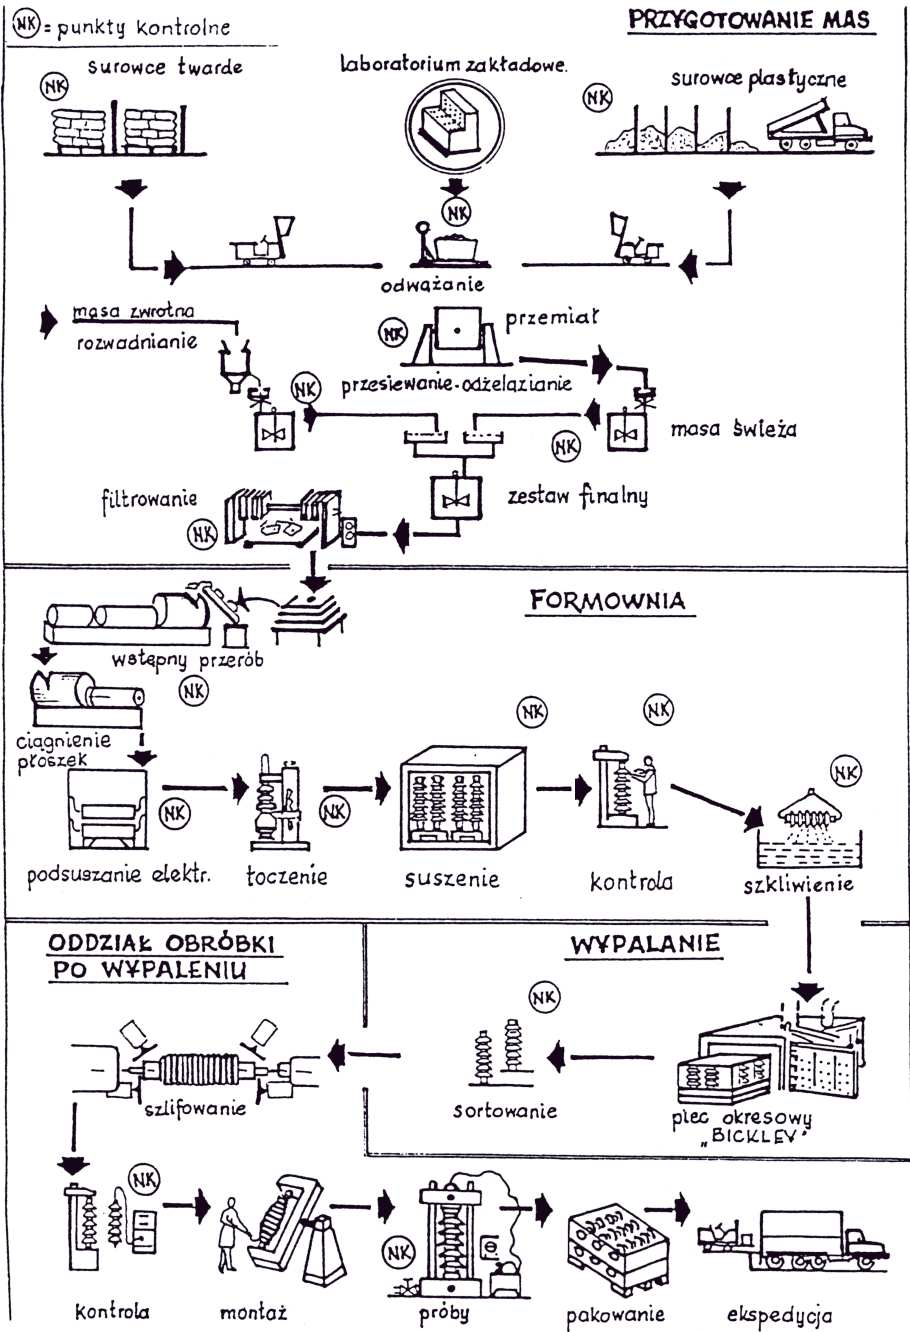 NK = punkty kontrolne
PRZYGOTOWANIE MAS
surowce twarde
NK
laboratorium zakładowe.
surowce plastyczne
NK
NK
odważanie
masa zwrotna
rozwadnianie
NK
przemiał
przesiewanie-odżelazianie
NK
NK
masa świeża
zestaw finalny
filtrowanie
NK
FORMOWNIA
wstępny przerób
NK
ciągnienie
płoszek
NK
podsuszanie elektr.
toczenie
NK
suszenie
NK
kontrola
NK
szkliwienie
NK
ODDZIAŁ OBRÓBKI
PO WYPALENIU
WYPALANIE
NK
sortowanie
piec okresowy
„BICKLEY”
szlifowanie
NK
kontrola
montaż
NK
próby
pakowanie
ekspedycja